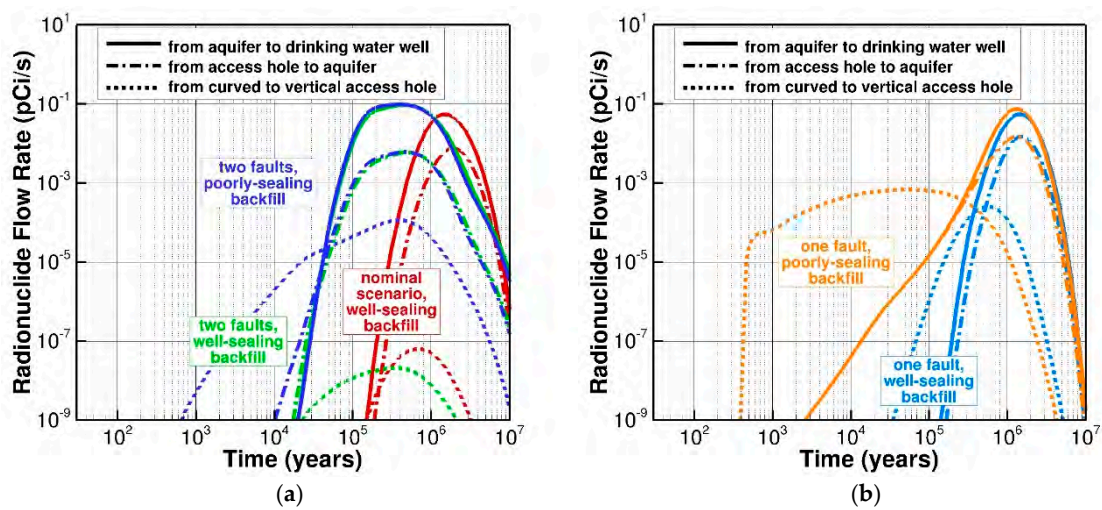 Radionuclide Flow Rate (pCi/s)
10^1
10^-1
10^-3
10^-5
10^-7
10^-9
from aquifer to drinking water well
from access hole to aquifer
from curved to vertical access hole
two faults,
poorly-sealing
backfill
nominal
scenario,
well-sealing
backfill
two faults,
well-sealing
backfill
10^2 10^3 10^4 10^5 10^6 10^7
Time (years)
(a)
Radionuclide Flow Rate (pCi/s)
10^1
10^-1
10^-3
10^-5
10^-7
10^-9
from aquifer to drinking water well
from access hole to aquifer
from curved to vertical access hole
one fault,
poorly-sealing
backfill
one fault,
well-sealing
backfill
10^2 10^3 10^4 10^5 10^6 10^7
Time (years)
(b)